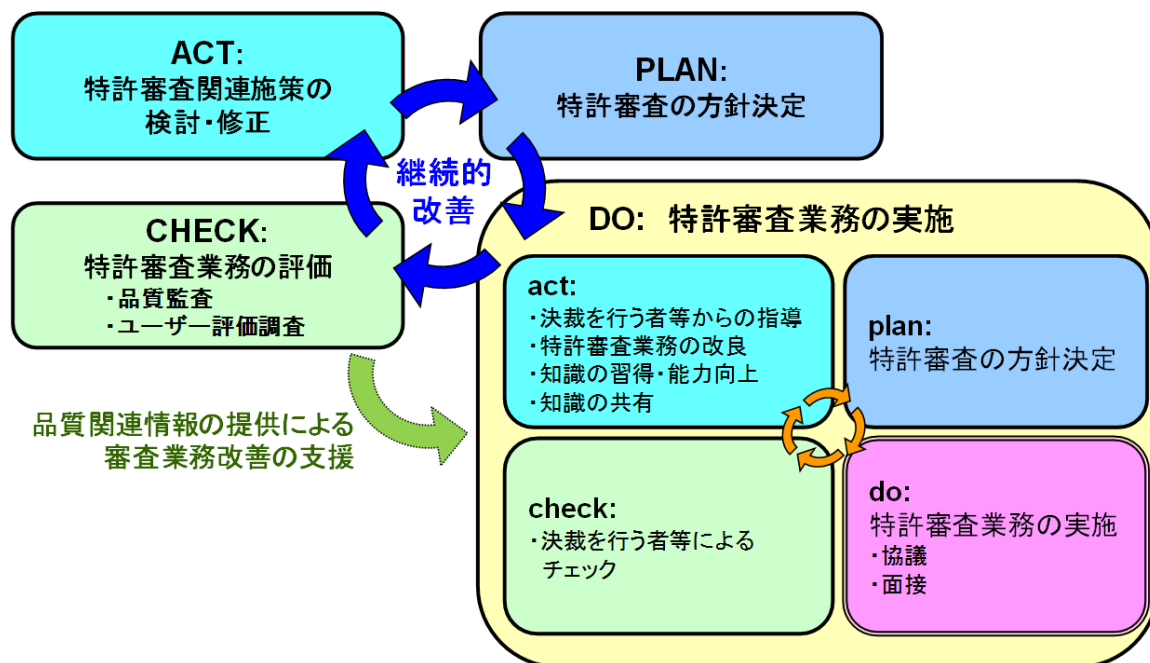 ACT:
特許審査関連施策の
検討・修正
PLAN:
特許審査の方針決定
継続的
改善
CHECK:
特許審査業務の評価
・品質監査
・ユーザー評価調査
品質関連情報の提供による
審査業務改善の支援
DO: 特許審査業務の実施
act:
・決裁を行う者等からの指導
・特許審査業務の改良
・知識の習得・能力向上
・知識の共有
plan:
特許審査の方針決定
check:
・決裁を行う者等による
チェック
do:
特許審査業務の実施
・協議
・面接